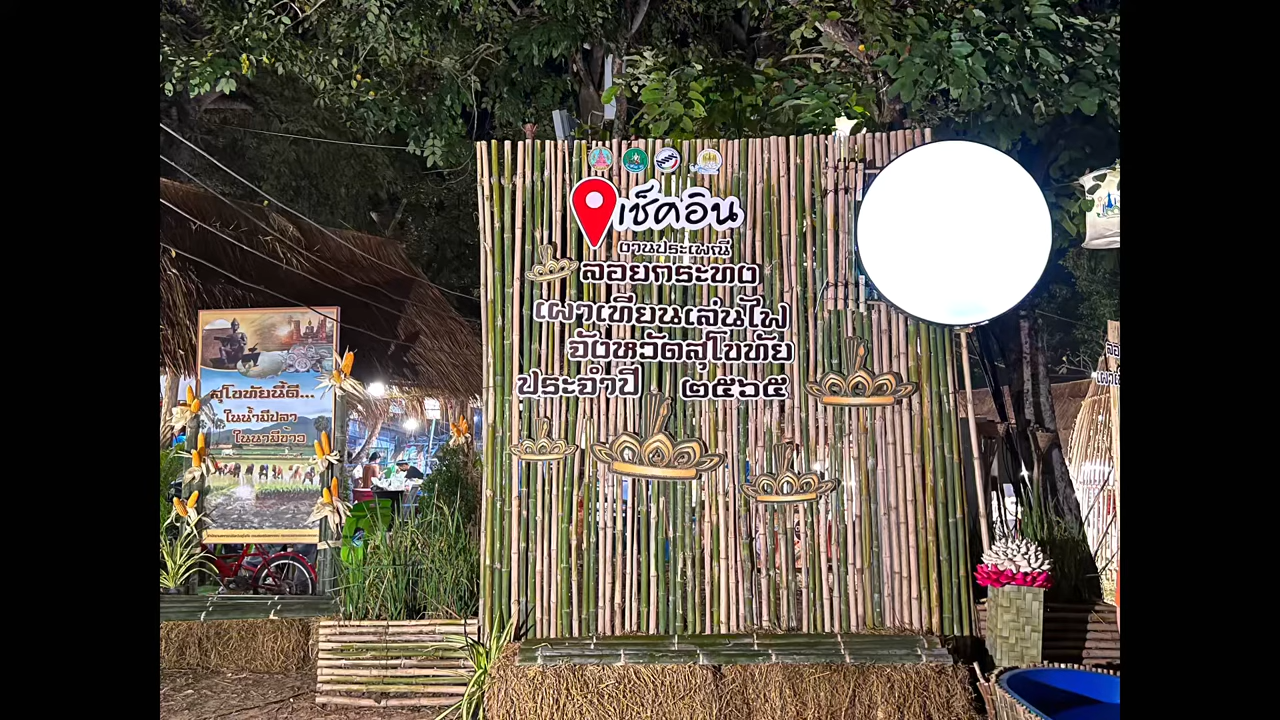 เช็คอิน
งานประเพณี
ลอยกระทง
เผาเทียนเล่นไฟ
จังหวัดสุโขทัย
ประจำปี ๒๕๖๕
สุโขทัยนี้ดี...
ในน้ำมีปลา
ในนามีข้าว